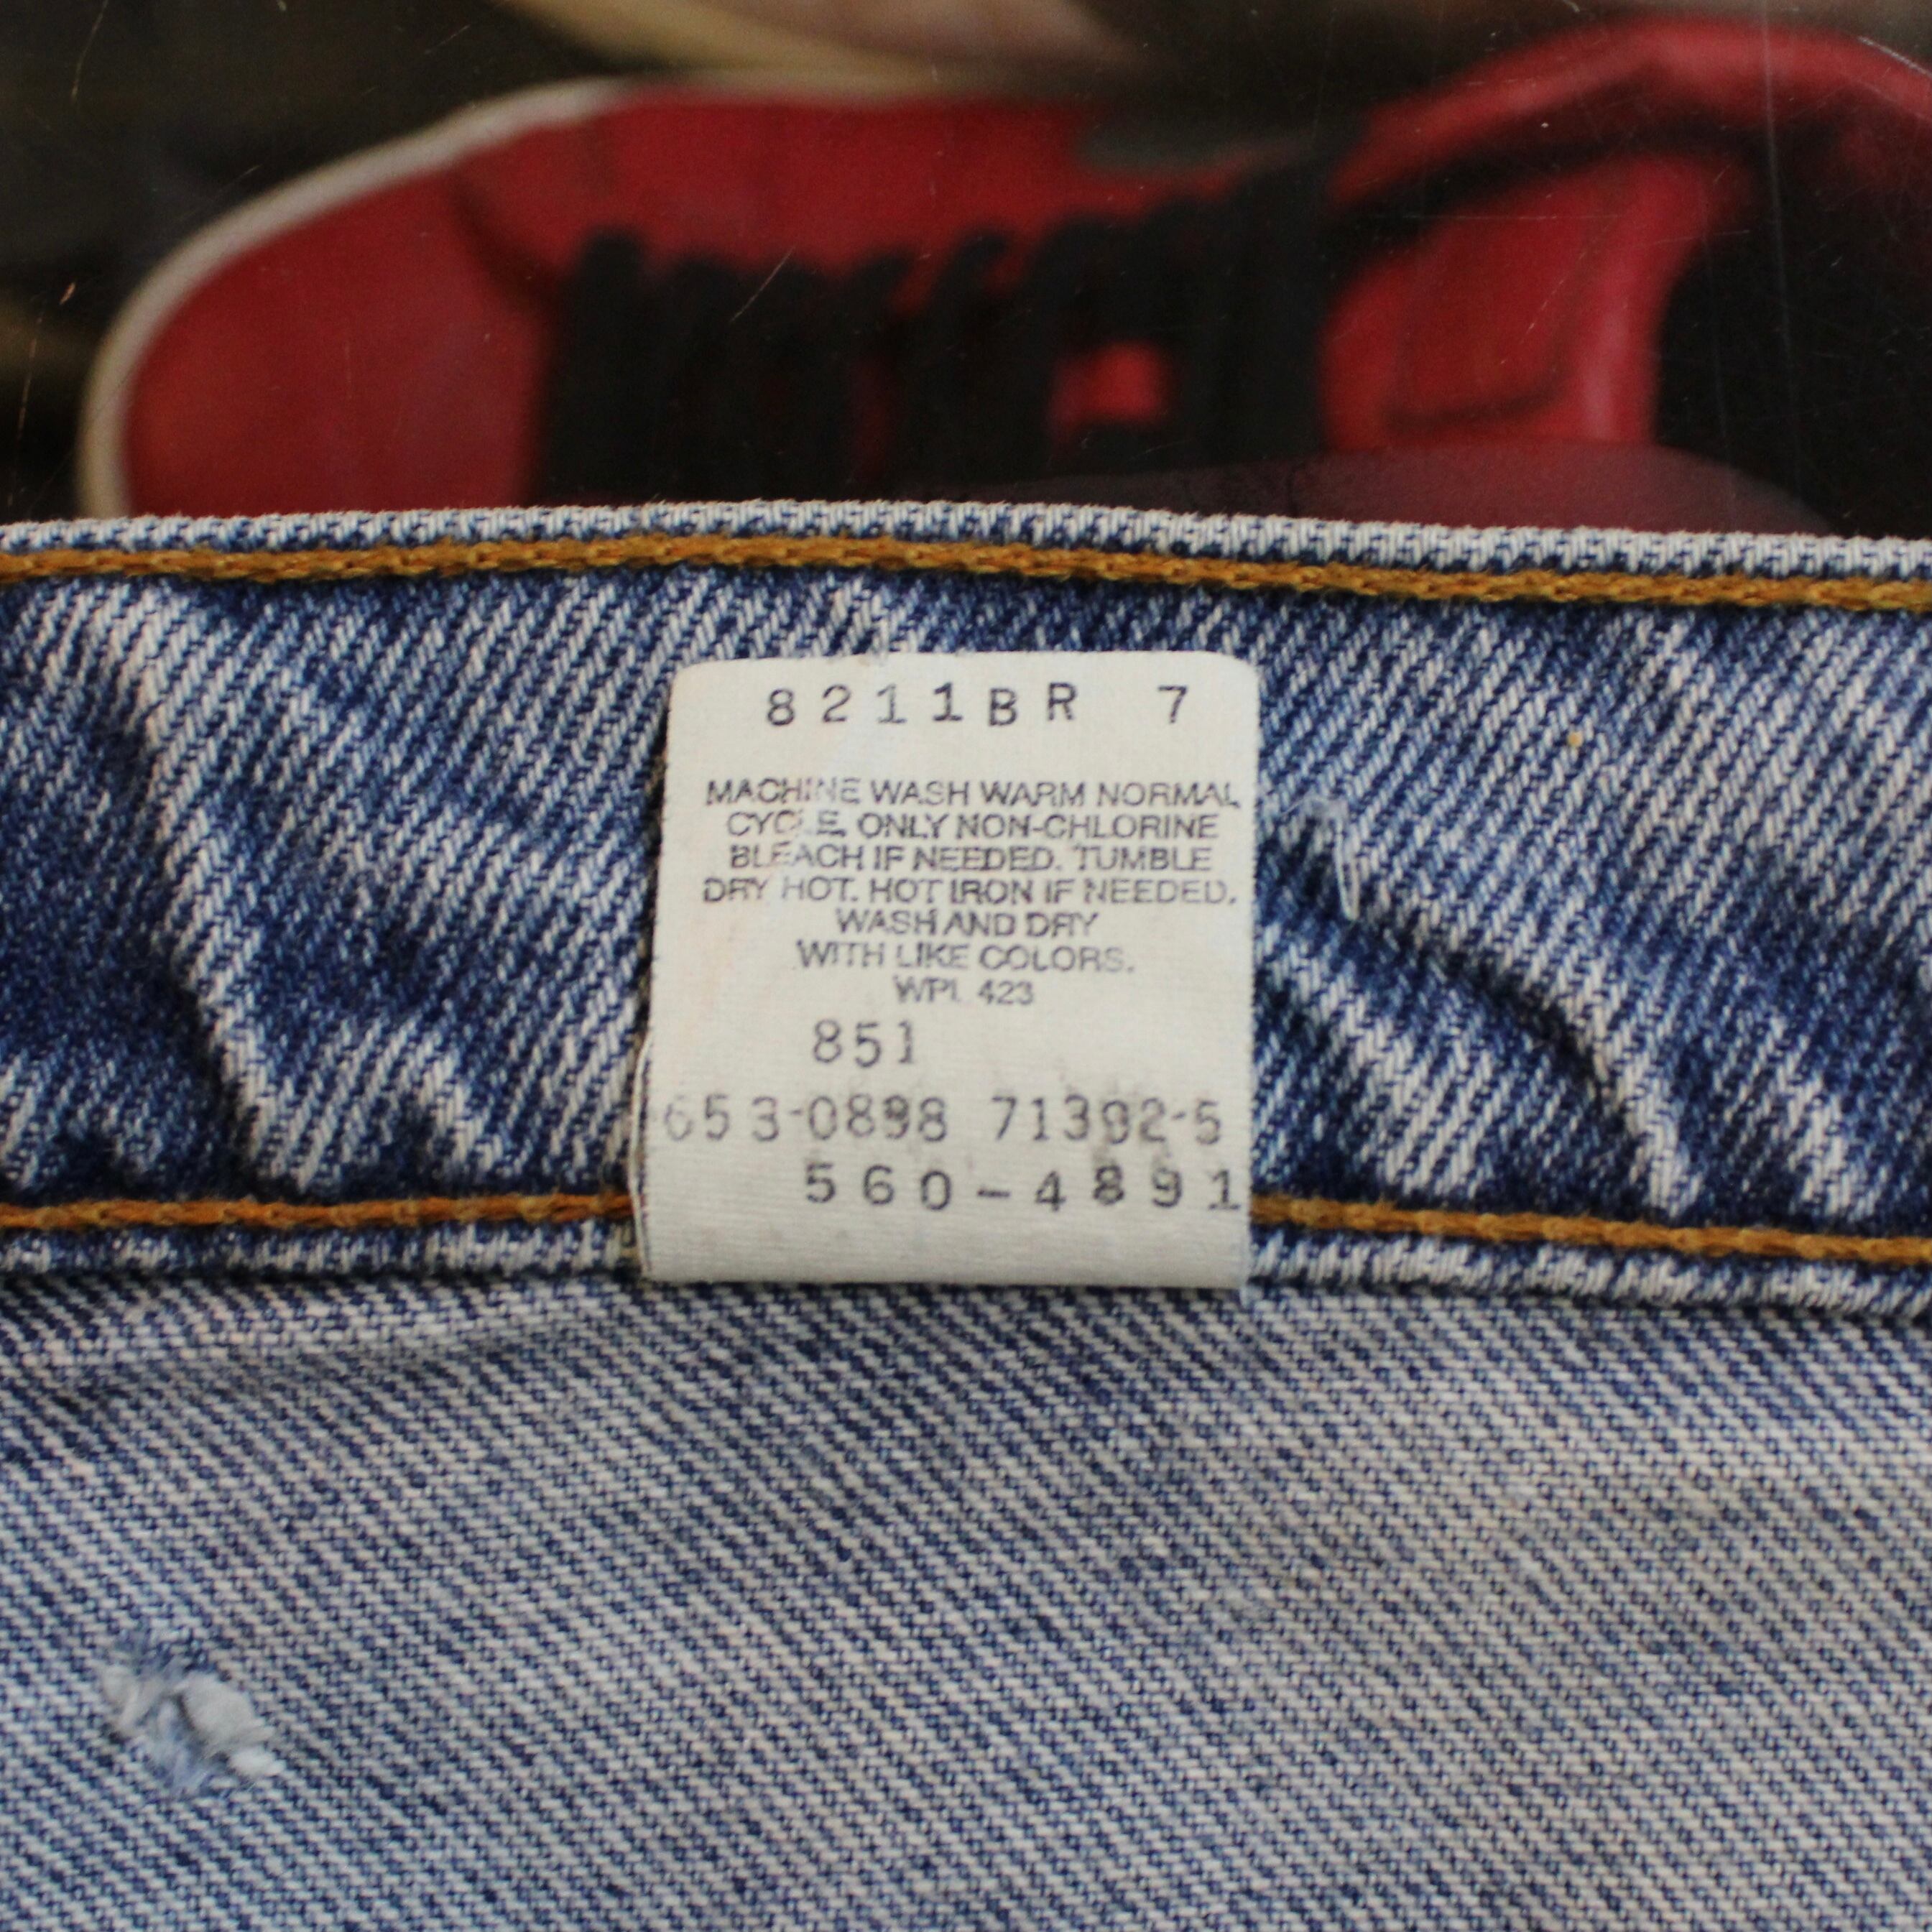 8211BR 7
MACHINE WASH WARM NORMAL
CYCLE. ONLY NON-CHLORINE
BLEACH IF NEEDED. TUMBLE
DRY HOT. HOT IRON IF NEEDED.
WASH AND DRY
WITH LIKE COLORS.
WPL 423
851
653-0898 71392-5
560-4891